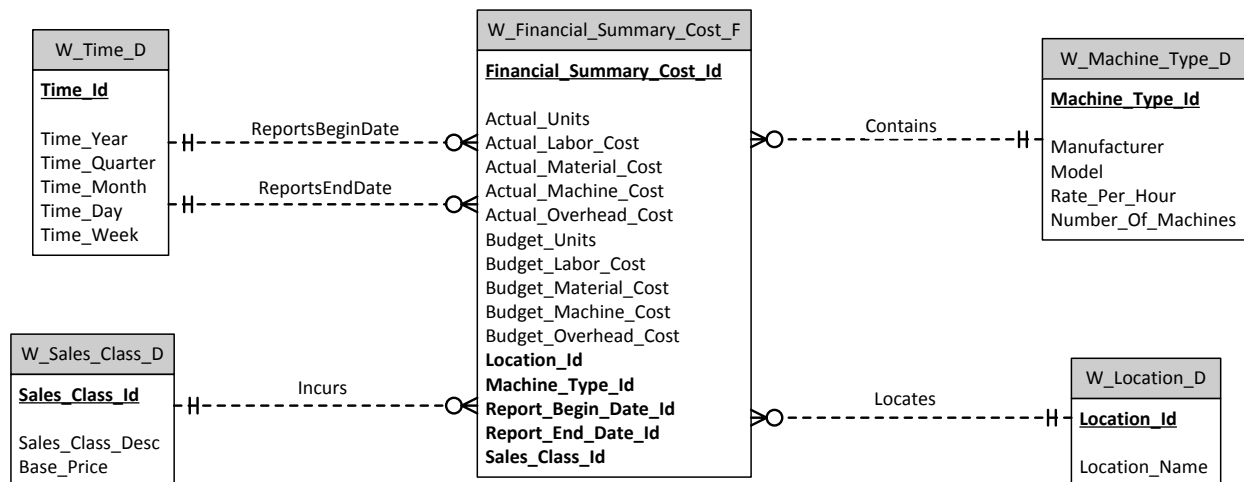 W_Time_D
Time_Id
Time_Year
Time_Quarter
Time_Month
Time_Day
Time_Week
ReportsBeginDate
ReportsEndDate
W_Financial_Summary_Cost_F
Financial_Summary_Cost_Id
Actual_Units
Actual_Labor_Cost
Actual_Material_Cost
Actual_Machine_Cost
Actual_Overhead_Cost
Budget_Units
Budget_Labor_Cost
Budget_Material_Cost
Budget_Machine_Cost
Budget_Overhead_Cost
Location_Id
Machine_Type_Id
Report_Begin_Date_Id
Report_End_Date_Id
Sales_Class_Id
Contains
W_Machine_Type_D
Machine_Type_Id
Manufacturer
Model
Rate_Per_Hour
Number_Of_Machines
W_Sales_Class_D
Sales_Class_Id
Sales_Class_Desc
Base_Price
Incurs
Locates
W_Location_D
Location_Id
Location_Name